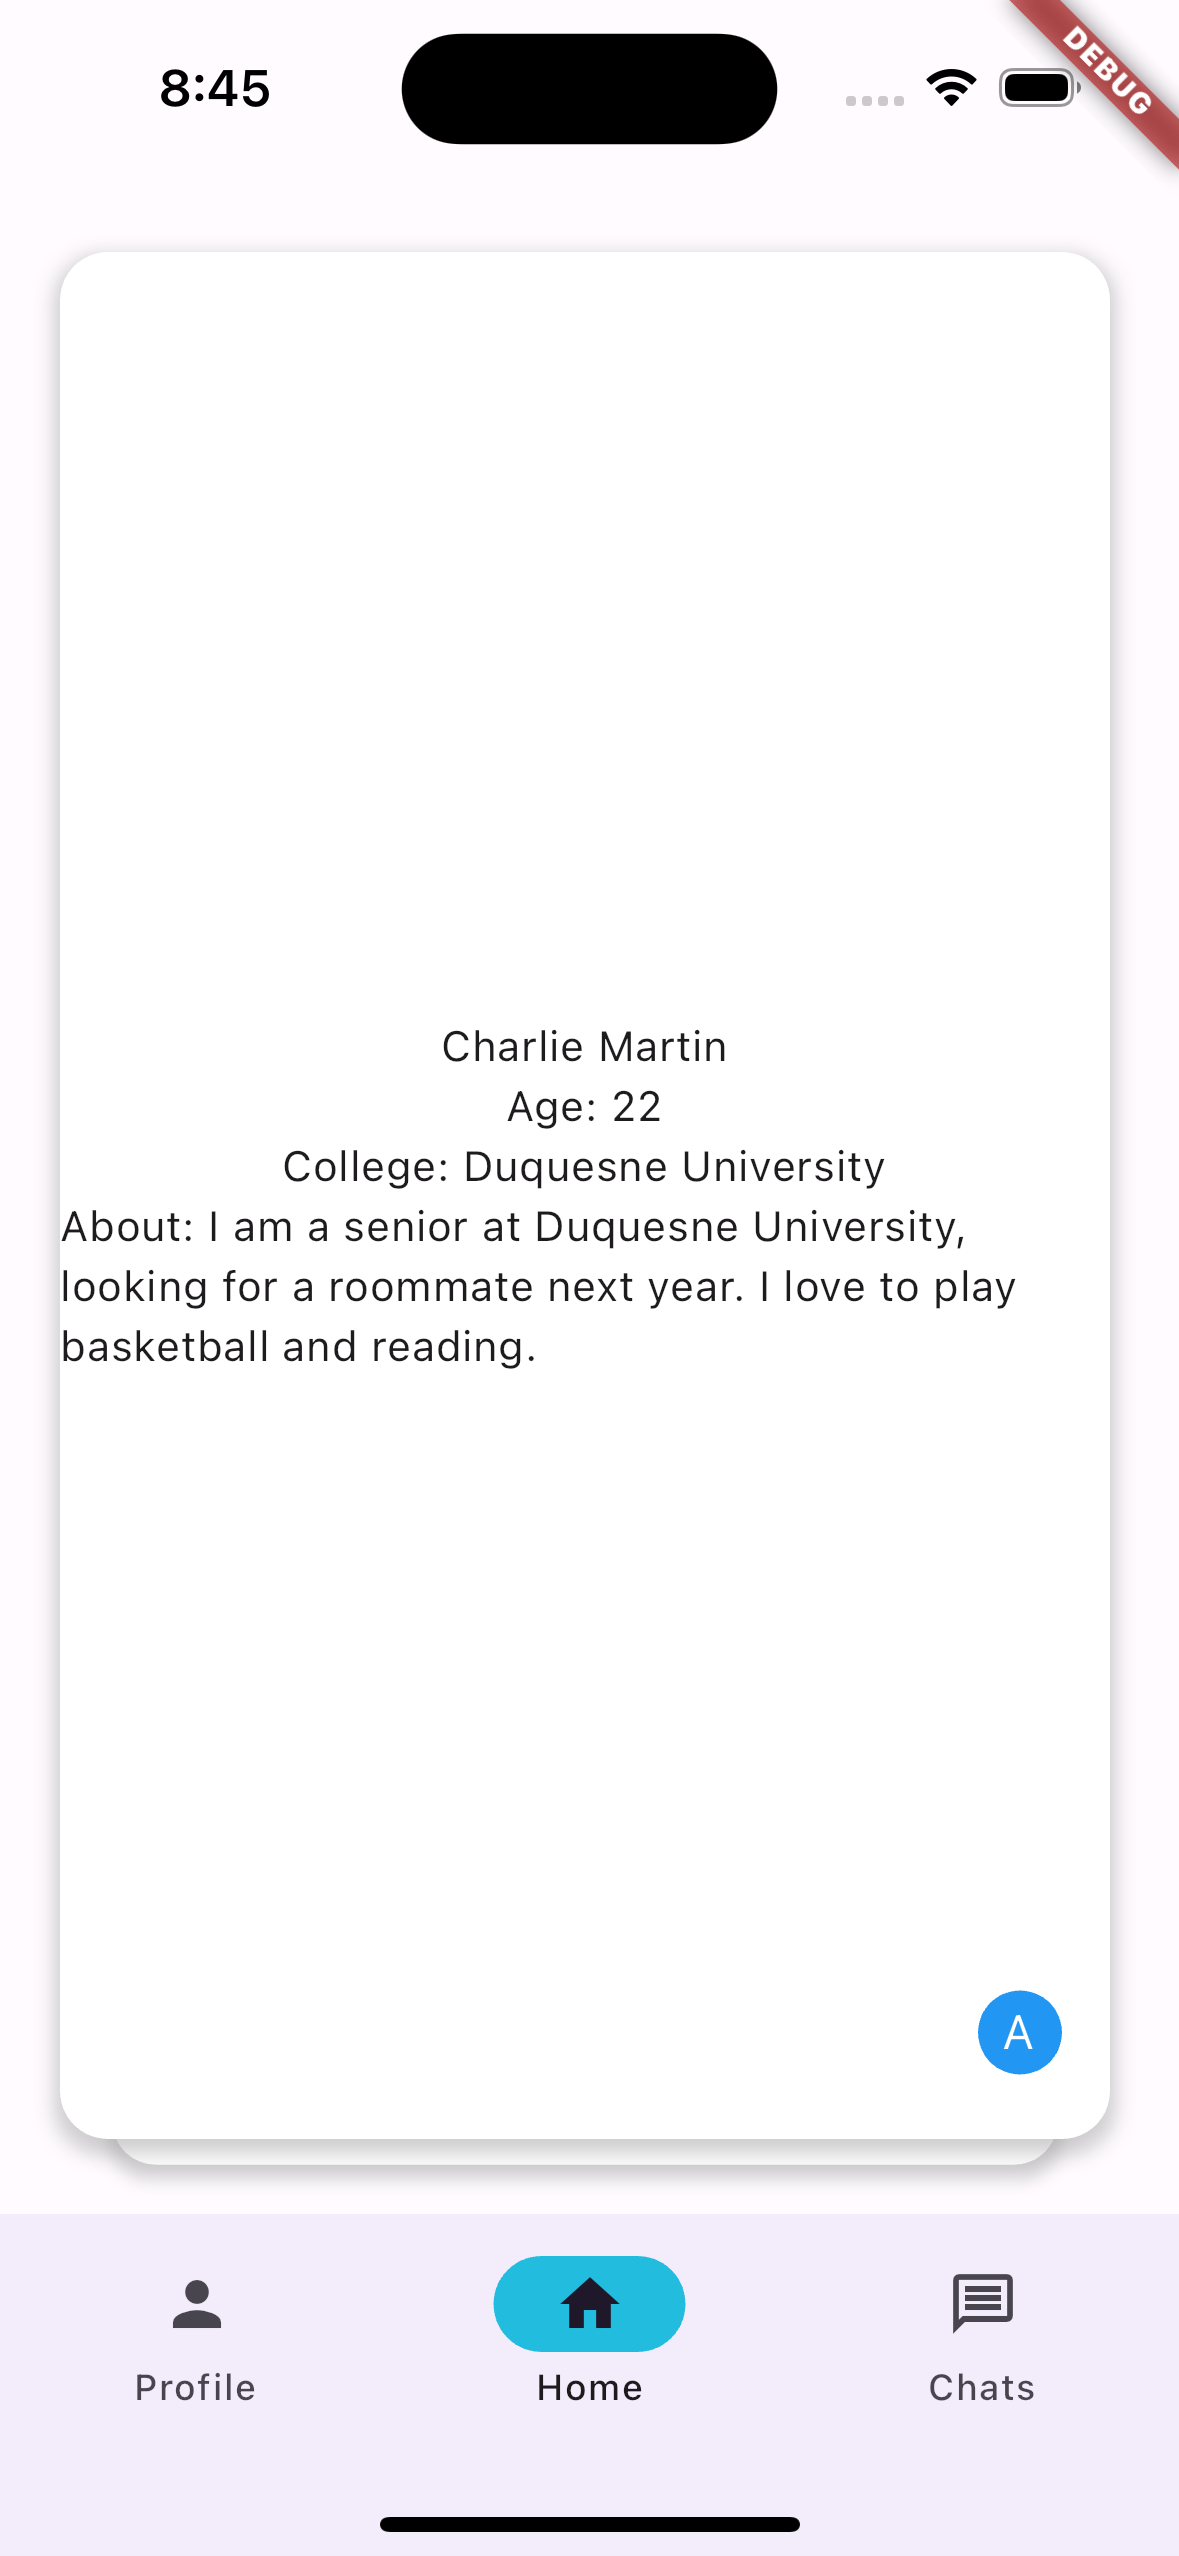 8:45
DEBUG
Charlie Martin
Age: 22
College: Duquesne University
About: I am a senior at Duquesne University,
looking for a roommate next year. I love to play
basketball and reading.
A
Profile
Home
Chats